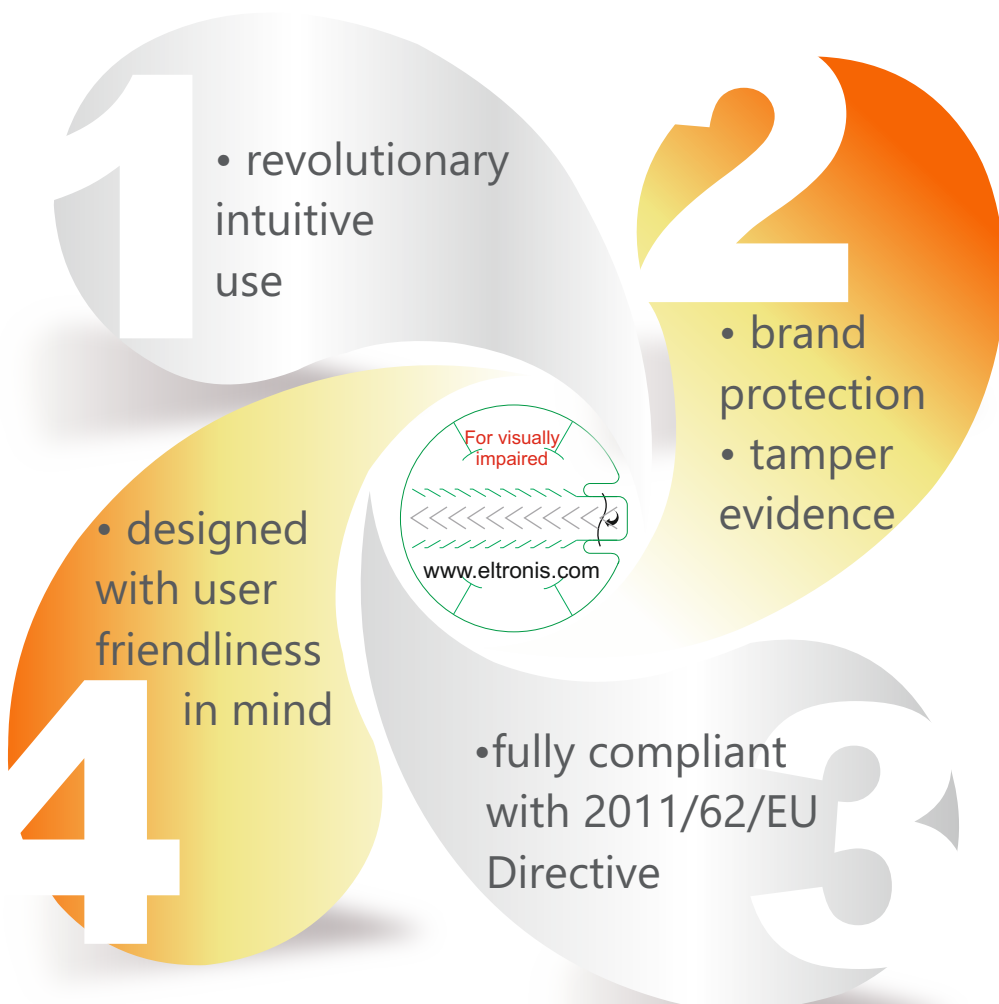 1
• revolutionary
intuitive
use
2
• brand
protection
• tamper
evidence
3
•fully compliant
with 2011/62/EU
Directive
4
• designed
with user
friendliness
in mind
For visually
impaired
www.eltronis.com